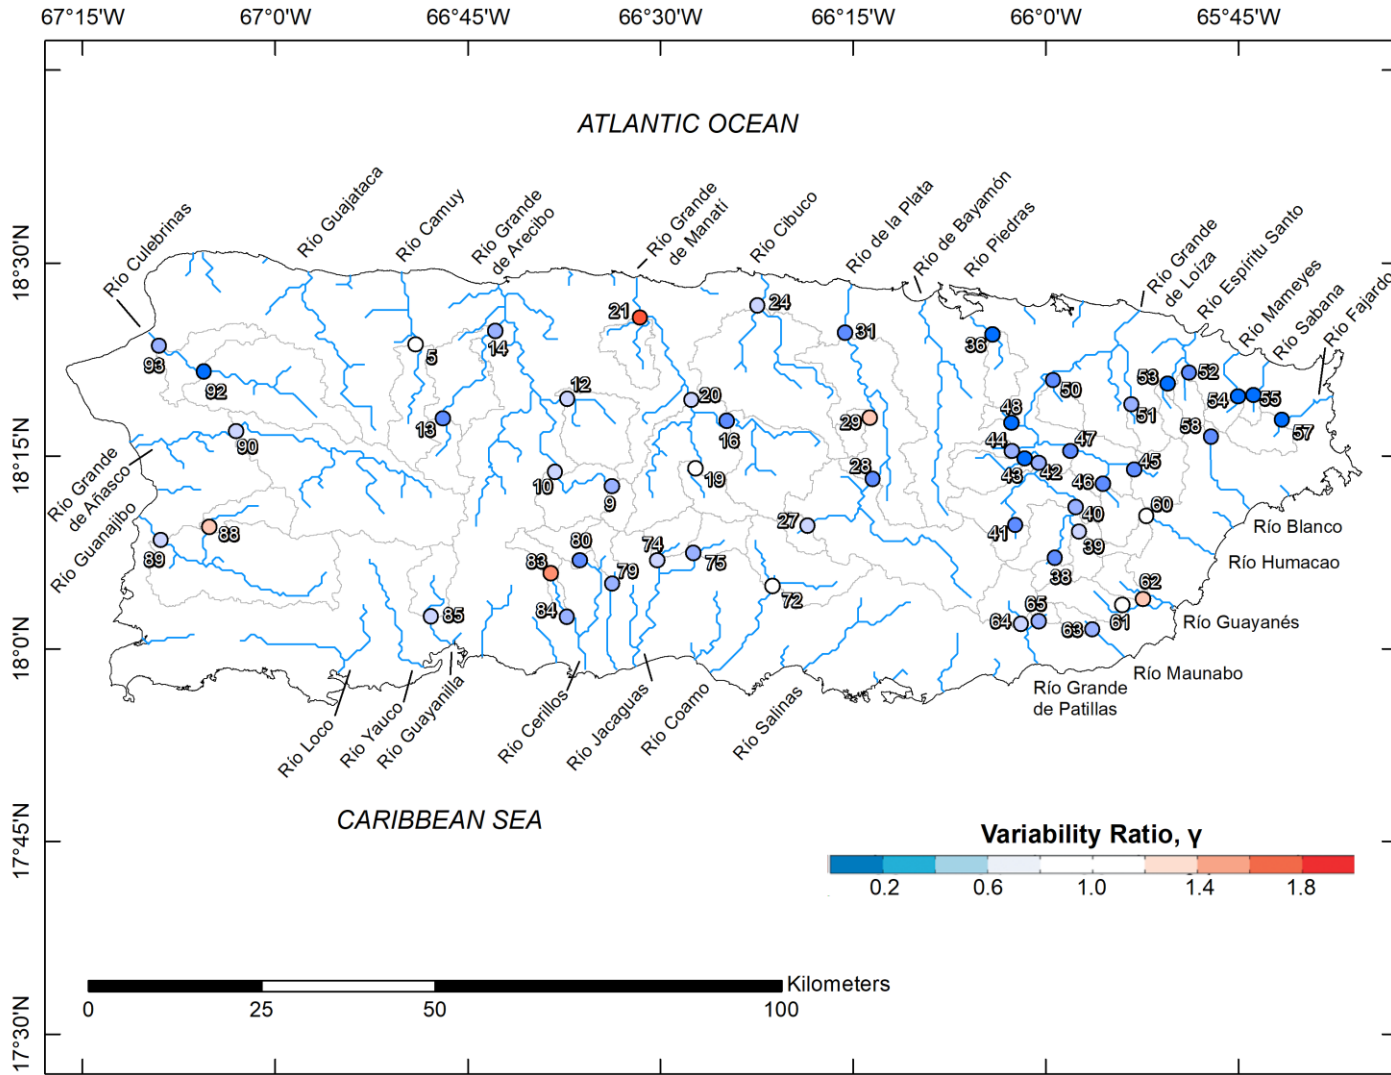 67°15'W
67°0'W
66°45'W
66°30'W
66°15'W
66°0'W
65°45'W
ATLANTIC OCEAN
18°30'N
18°15'N
18°0'N
17°45'N
17°30'N
Río Culebrinas
Río Guajataca
Río Camuy
Río Grande
de Arecibo
Río Grande
de Manatí
Río Cibuco
Río de la Plata
Río de Bayamón
Río Piedras
Río Grande
de Loíza
Río Espíritu Santo
Río Mameyes
Río Sabana
Río Fajardo
21
24
31
36
93
5
14
92
12
20
50
53
52
54
55
51
57
13
16
29
48
58
90
44
47
43
42
45
10
9
19
28
46
40
60
Río Grande
de Añasco
Río Guanajibo
88
89
27
41
39
38
Río Blanco
Río Humacao
80
74
75
83
79
84
72
85
62
65
64
63
61
Río Guayanés
Río Maunabo
Río Grande
de Patillas
Río Loco
Río Yauco
Río Guayanilla
Río Cerillos
Río Jacaguas
Río Coamo
Río Salinas
CARIBBEAN SEA
Variability Ratio, γ
0.2
0.6
1.0
1.4
1.8
Kilometers
0
25
50
100